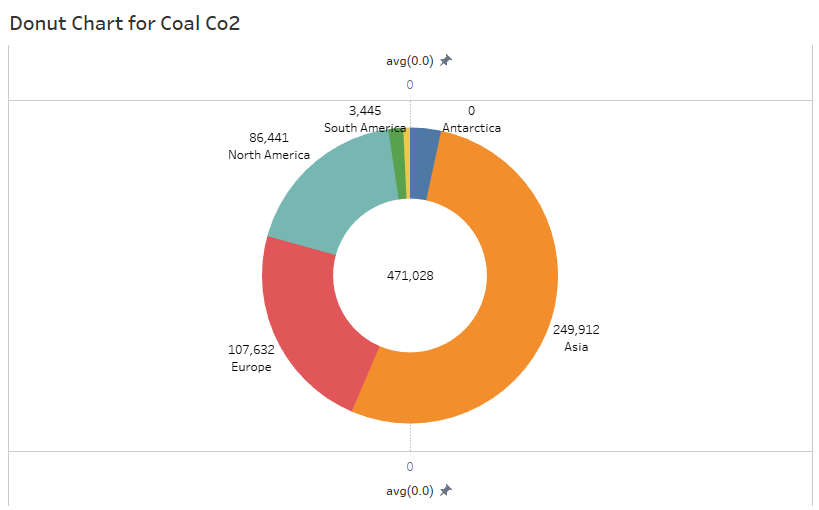 Donut Chart for Coal Co2
avg(0.0)
0
3,445
South America
0
Antarctica
86,441
North America
471,028
249,912
Asia
107,632
Europe
0
avg(0.0)